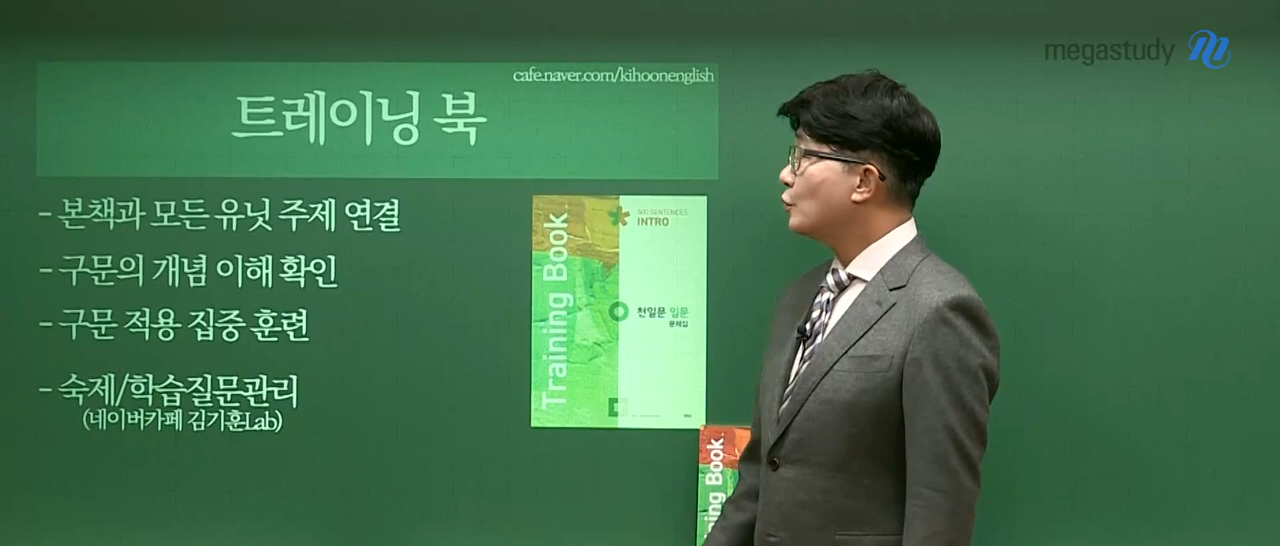 megastudy
cafe.naver.com/kihoonenglish
트레이닝 북
- 본책과 모든 유닛 주제 연결
- 구문의 개념 이해 확인
- 구문 적용 집중 훈련
- 숙제/학습질문관리
(네이버카페 김기훈Lab)
Training Book
SENTENCES
INTRO
천일문 입문
문제집
ning Book